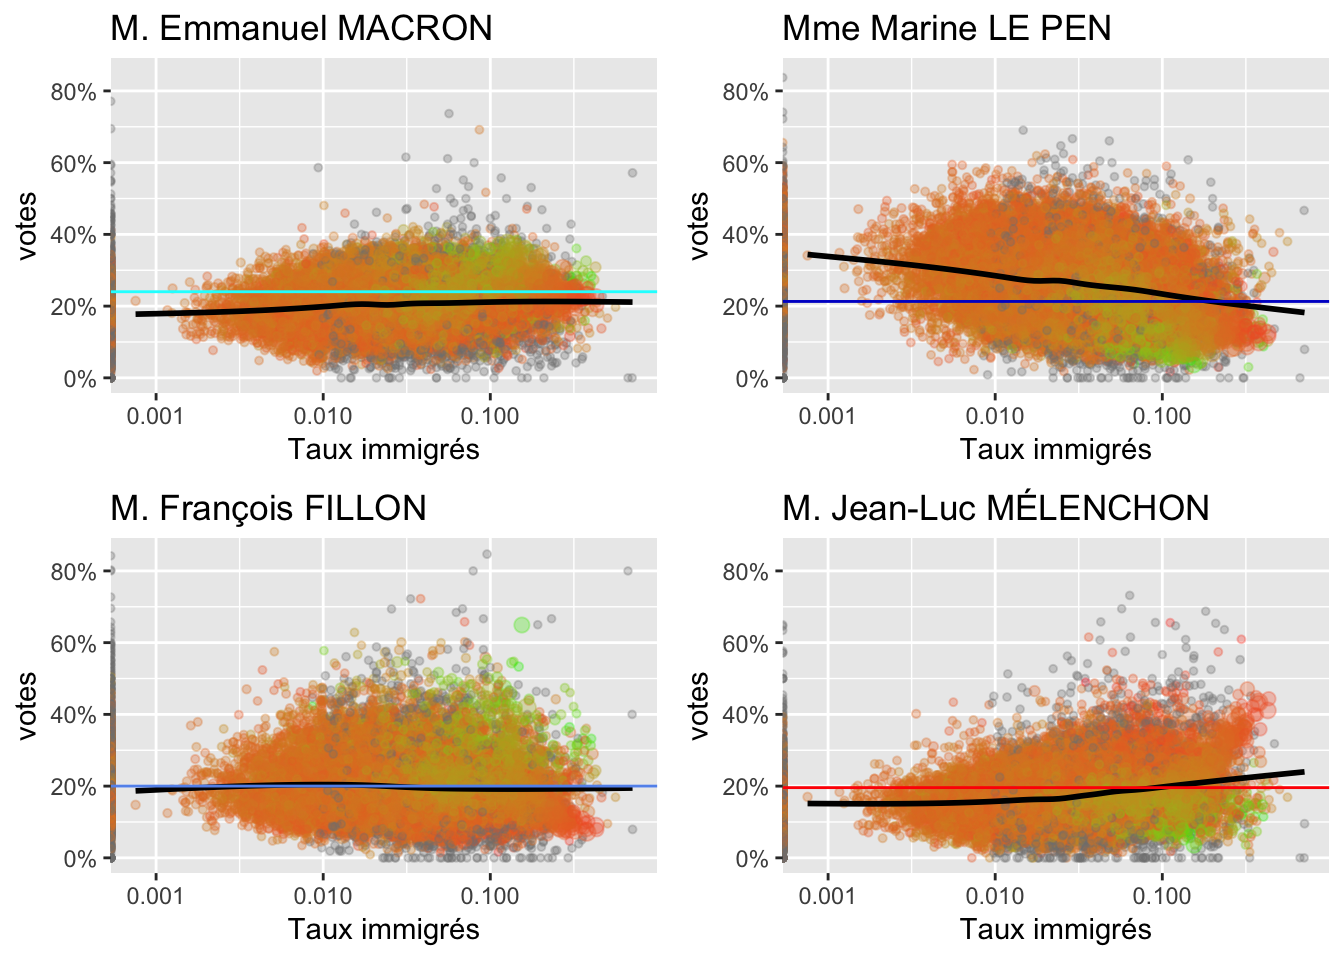 M. Emmanuel MACRON
votes
80%
60%
40%
20%
0%
0.001 0.010 0.100
Taux immigrés
Mme Marine LE PEN
votes
80%
60%
40%
20%
0%
0.001 0.010 0.100
Taux immigrés
M. François FILLON
votes
80%
60%
40%
20%
0%
0.001 0.010 0.100
Taux immigrés
M. Jean-Luc MÉLENCHON
votes
80%
60%
40%
20%
0%
0.001 0.010 0.100
Taux immigrés